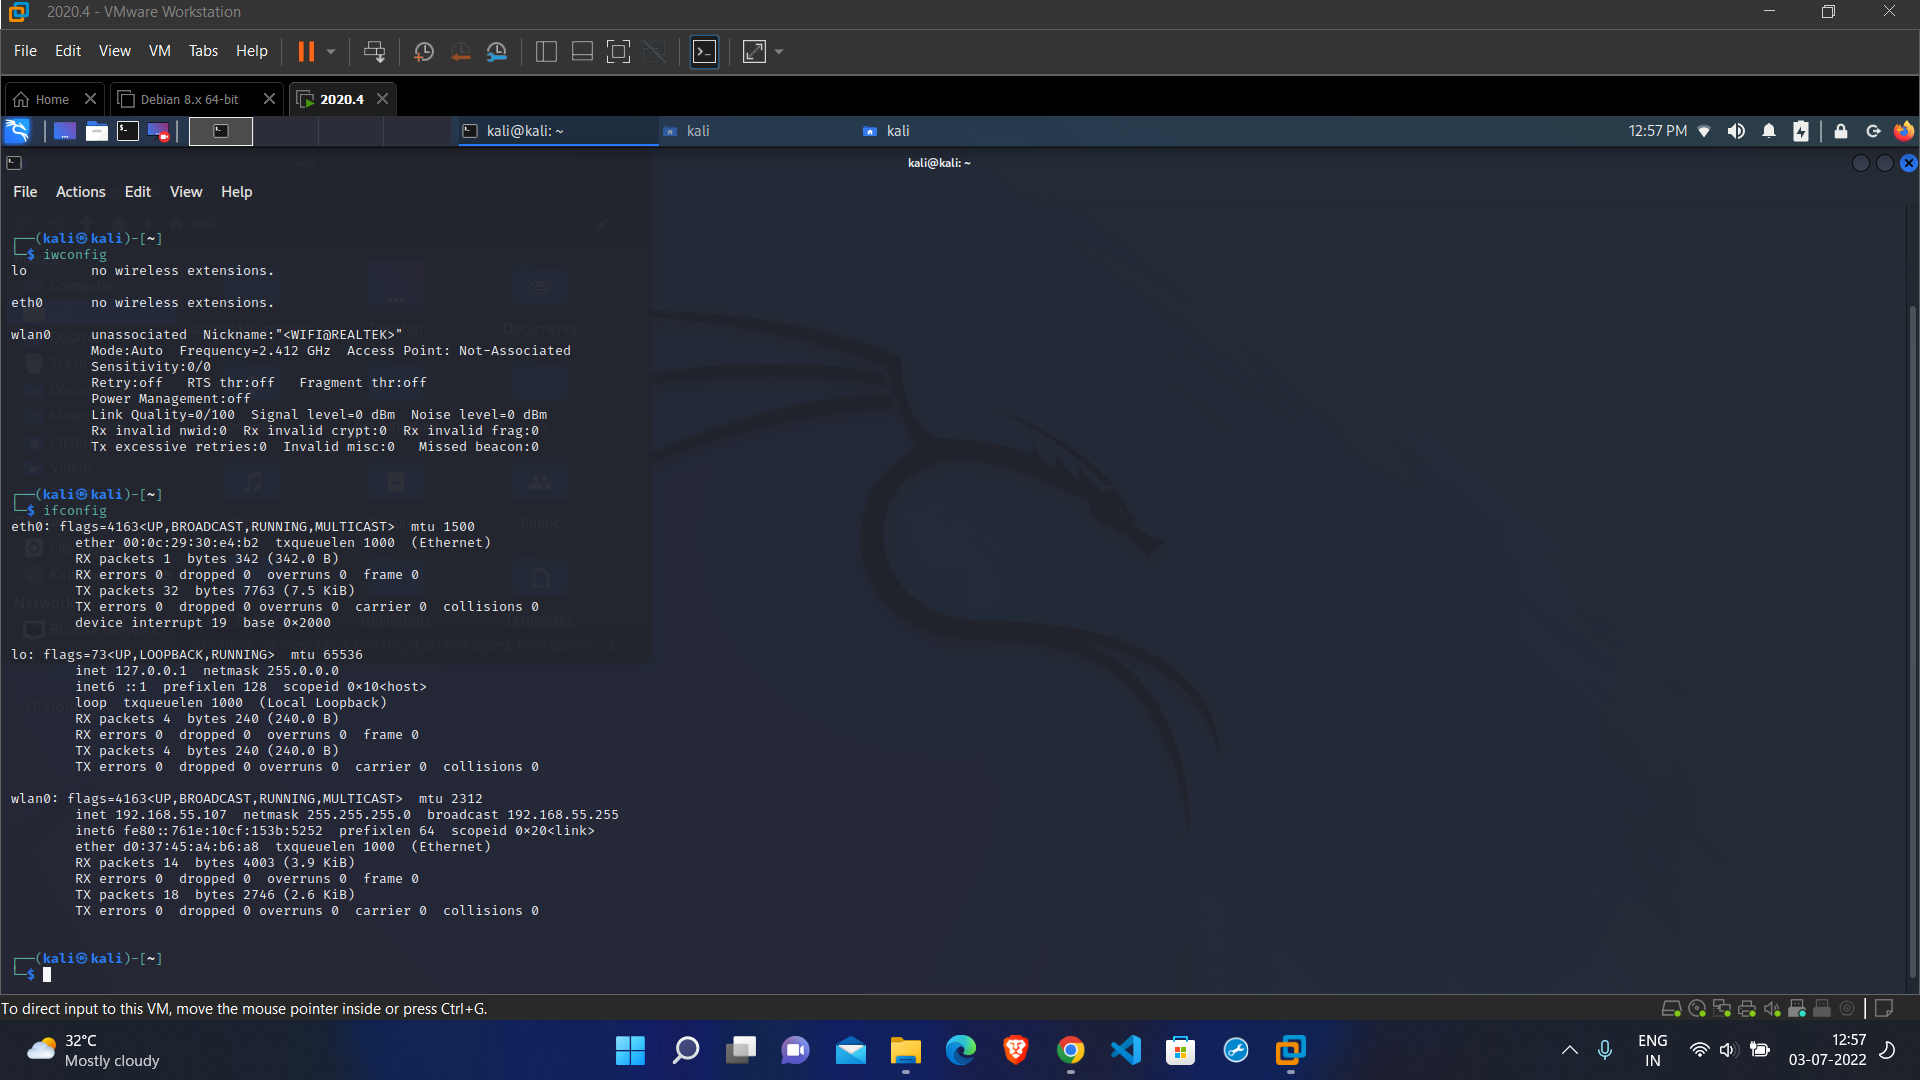 2020.4 - VMware Workstation
File Edit View VM Tabs Help
Home Debian 8.x 64-bit 2020.4
kali@kali: ~ kali kali 12:57 PM
kali@kali: ~
File Actions Edit View Help
kali
┌──(kali㉿kali)-[~]
└─$ iwconfig
lo        no wireless extensions.
eth0      no wireless extensions.
wlan0     unassociated  Nickname:"<WIFI@REALTEK>"
Mode:Auto  Frequency=2.412 GHz  Access Point: Not-Associated
Sensitivity:0/0
Retry:off   RTS thr:off   Fragment thr:off
Power Management:off
Link Quality=0/100  Signal level=0 dBm  Noise level=0 dBm
Rx invalid nwid:0  Rx invalid crypt:0  Rx invalid frag:0
Tx excessive retries:0  Invalid misc:0   Missed beacon:0
┌──(kali㉿kali)-[~]
└─$ ifconfig
eth0: flags=4163<UP,BROADCAST,RUNNING,MULTICAST>  mtu 1500
ether 00:0c:29:30:e4:b2  txqueuelen 1000  (Ethernet)
RX packets 1  bytes 342 (342.0 B)
RX errors 0  dropped 0  overruns 0  frame 0
TX packets 32  bytes 7763 (7.5 KiB)
TX errors 0  dropped 0 overruns 0  carrier 0  collisions 0
device interrupt 19  base 0×2000
lo: flags=73<UP,LOOPBACK,RUNNING>  mtu 65536
inet 127.0.0.1  netmask 255.0.0.0
inet6 ::1  prefixlen 128  scopeid 0×10<host>
loop  txqueuelen 1000  (Local Loopback)
RX packets 4  bytes 240 (240.0 B)
RX errors 0  dropped 0  overruns 0  frame 0
TX packets 4  bytes 240 (240.0 B)
TX errors 0  dropped 0 overruns 0  carrier 0  collisions 0
wlan0: flags=4163<UP,BROADCAST,RUNNING,MULTICAST>  mtu 2312
inet 192.168.55.107  netmask 255.255.255.0  broadcast 192.168.55.255
inet6 fe80::761e:10cf:153b:5252  prefixlen 64  scopeid 0×20<link>
ether d0:37:45:a4:b6:a8  txqueuelen 1000  (Ethernet)
RX packets 14  bytes 4003 (3.9 KiB)
RX errors 0  dropped 0  overruns 0  frame 0
TX packets 18  bytes 2746 (2.6 KiB)
TX errors 0  dropped 0 overruns 0  carrier 0  collisions 0
┌──(kali㉿kali)-[~]
└─$
To direct input to this VM, move the mouse pointer inside or press Ctrl+G.
32°C
Mostly cloudy
ENG
IN
12:57
03-07-2022